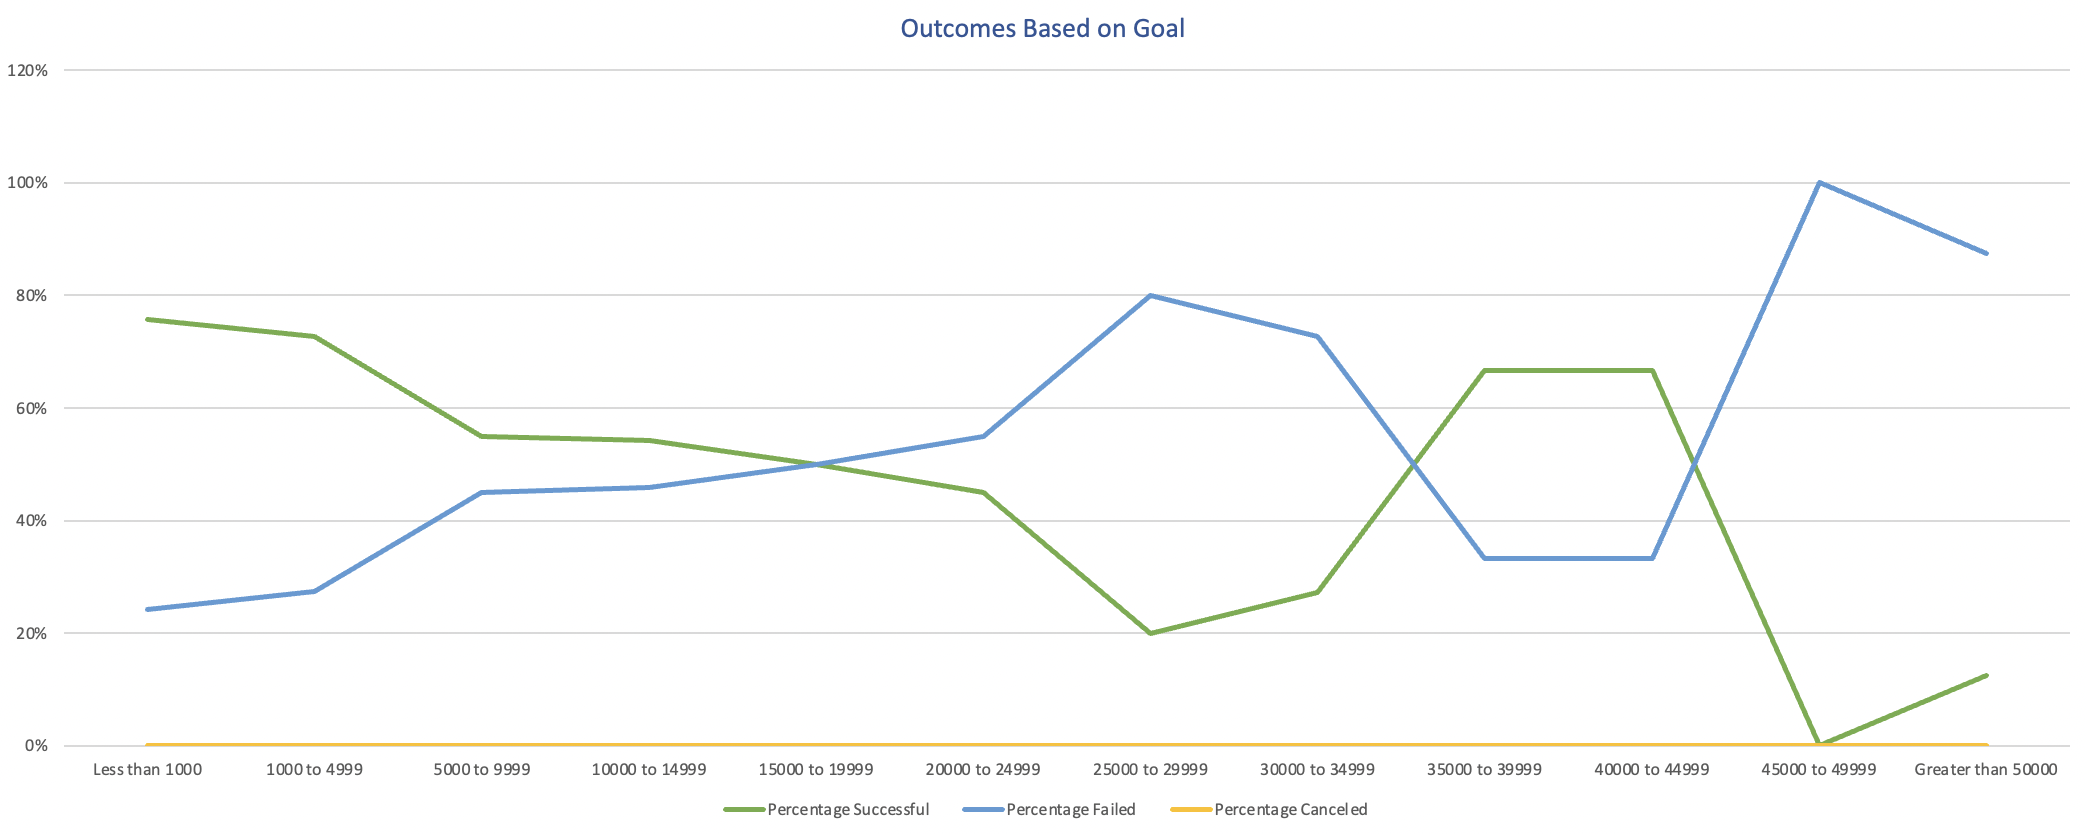 Outcomes Based on Goal
120%
100%
80%
60%
40%
20%
0%
Less than 1000 1000 to 4999 5000 to 9999 10000 to 14999 15000 to 19999 20000 to 24999 25000 to 29999 30000 to 34999 35000 to 39999 40000 to 44999 45000 to 49999 Greater than 50000
Percentage Successful Percentage Failed Percentage Canceled